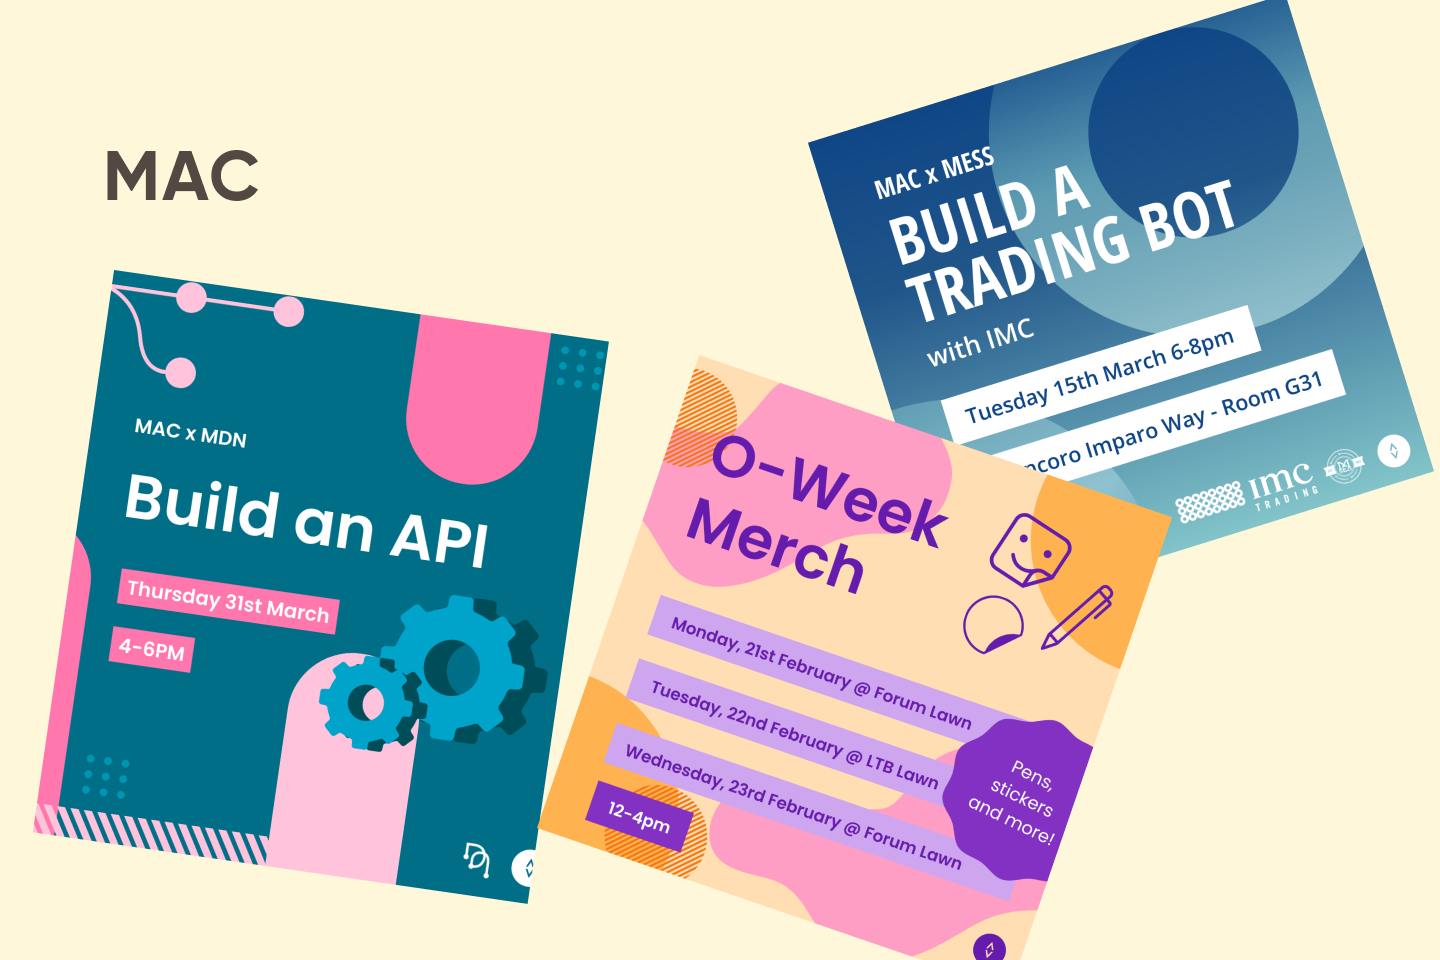 MAC
MAC x MDN
Build an API
Thursday 31st March
4-6PM
O-Week
Merch
Monday, 21st February @ Forum Lawn
Tuesday, 22nd February @ LTB Lawn
Wednesday, 23rd February @ Forum Lawn
12-4pm
Pens,
stickers
and more!
MAC x MESS
BUILD A
TRADING BOT
with IMC
Tuesday 15th March 6-8pm
Imparo Way - Room G31
imc
TRADING